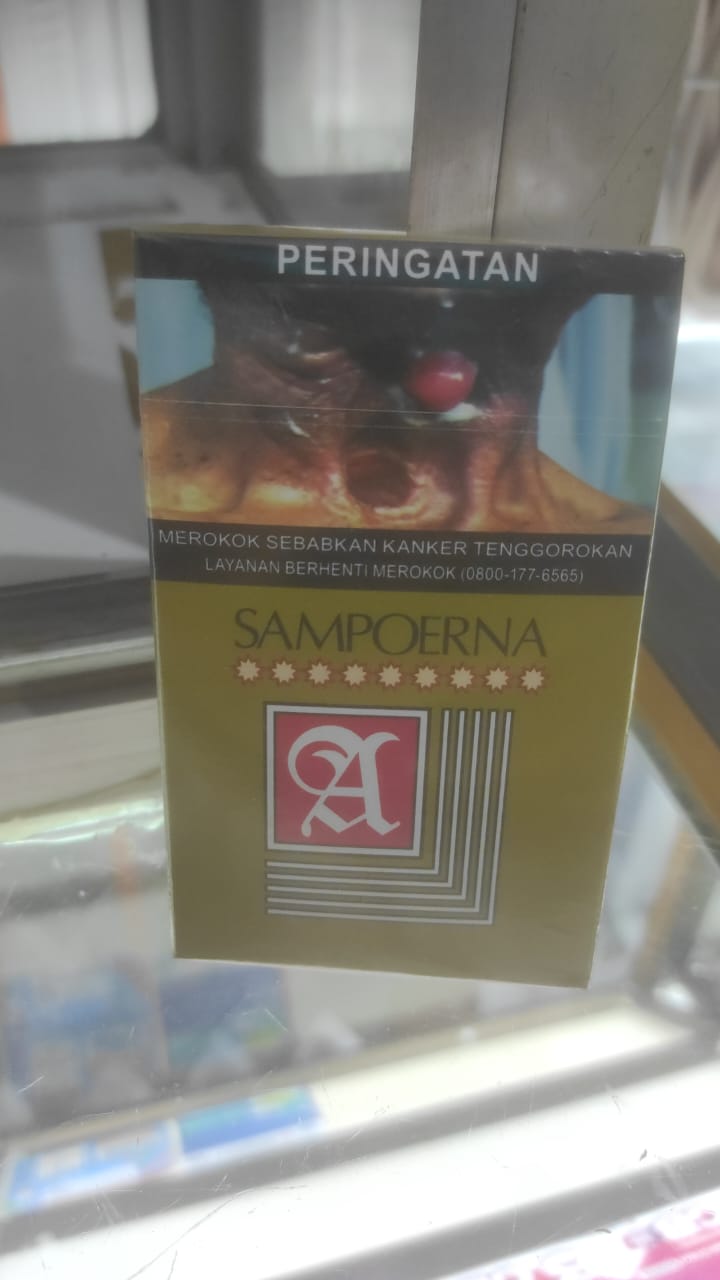 PERINGATAN
MEROKOK SEBABKAN KANKER TENGGOROKAN
LAYANAN BERHENTI MEROKOK (0800-177-6565)
SAMPOERNA
A